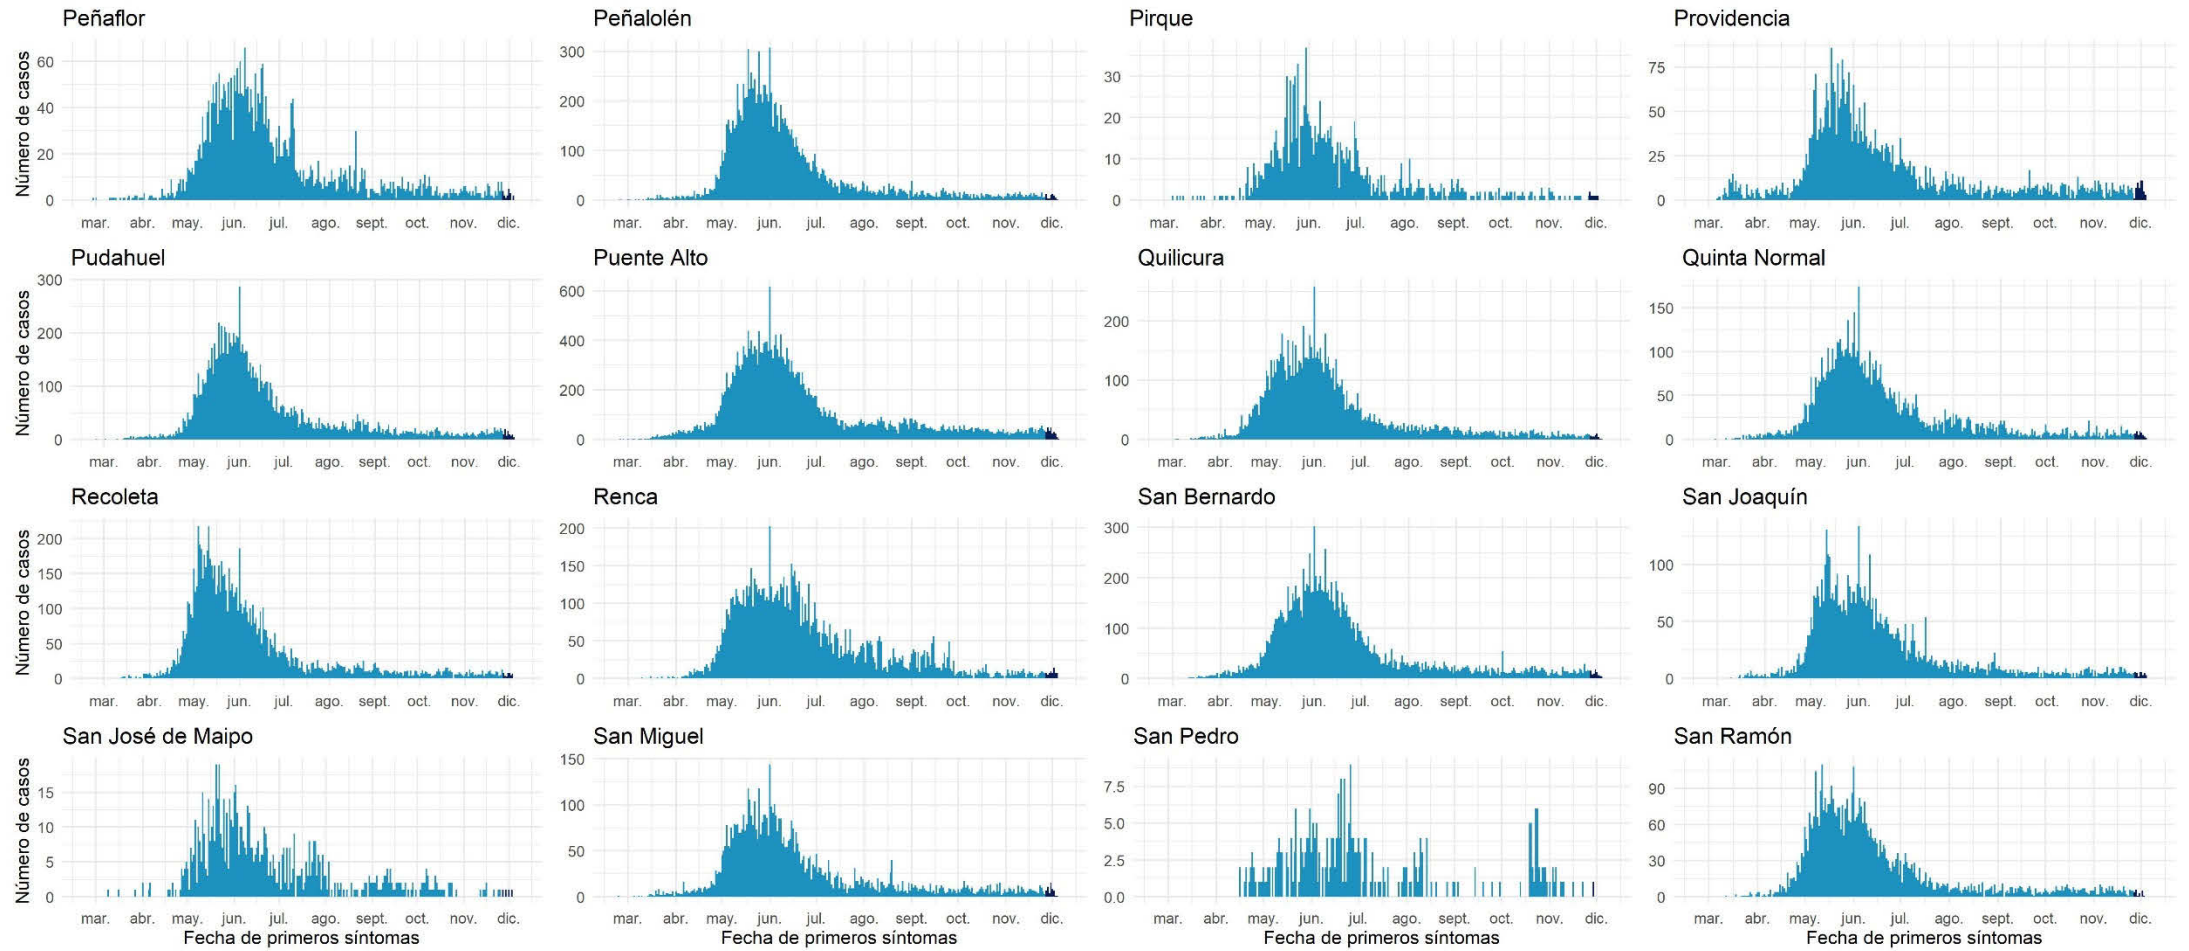 Peñaflor
Número de casos
60
40
20
0
mar. abr. may. jun. jul. ago. sept. oct. nov. dic.
Peñalolén
300
200
100
0
mar. abr. may. jun. jul. ago. sept. oct. nov. dic.
Pirque
30
20
10
0
mar. abr. may. jun. jul. ago. sept. oct. nov. dic.
Providencia
75
50
25
0
mar. abr. may. jun. jul. ago. sept. oct. nov. dic.
Pudahuel
Número de casos
300
200
100
0
mar. abr. may. jun. jul. ago. sept. oct. nov. dic.
Puente Alto
600
400
200
0
mar. abr. may. jun. jul. ago. sept. oct. nov. dic.
Quilicura
200
100
0
mar. abr. may. jun. jul. ago. sept. oct. nov. dic.
Quinta Normal
150
100
50
0
mar. abr. may. jun. jul. ago. sept. oct. nov. dic.
Recoleta
Número de casos
200
150
100
50
0
mar. abr. may. jun. jul. ago. sept. oct. nov. dic.
Renca
200
150
100
50
0
mar. abr. may. jun. jul. ago. sept. oct. nov. dic.
San Bernardo
300
200
100
0
mar. abr. may. jun. jul. ago. sept. oct. nov. dic.
San Joaquín
100
50
0
mar. abr. may. jun. jul. ago. sept. oct. nov. dic.
San José de Maipo
Número de casos
15
10
5
0
mar. abr. may. jun. jul. ago. sept. oct. nov. dic.
Fecha de primeros síntomas
San Miguel
150
100
50
0
mar. abr. may. jun. jul. ago. sept. oct. nov. dic.
Fecha de primeros síntomas
San Pedro
7.5
5.0
2.5
0.0
mar. abr. may. jun. jul. ago. sept. oct. nov. dic.
Fecha de primeros síntomas
San Ramón
90
60
30
0
mar. abr. may. jun. jul. ago. sept. oct. nov. dic.
Fecha de primeros síntomas